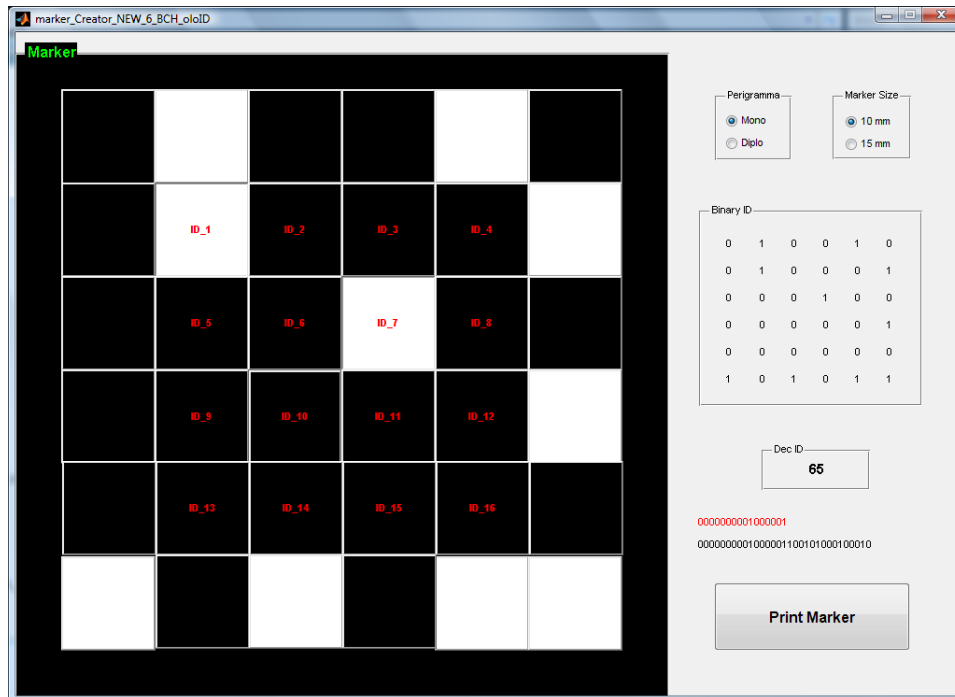 marker_Creator_NEW_6_BCH_oloID
Marker
ID_1 ID_2 ID_3 ID_4
ID_5 ID_6 ID_7 ID_8
ID_9 ID_10 ID_11 ID_12
ID_13 ID_14 ID_15 ID_16
Perigramma
Mono
Diplo
Marker Size
10 mm
15 mm
Binary ID
0 1 0 0 1 0
0 1 0 0 0 1
0 0 0 1 0 0
0 0 0 0 0 1
0 0 0 0 0 0
1 0 1 0 1 1
Dec ID
65
0000000001000001
0000000001000001100101000100010
Print Marker